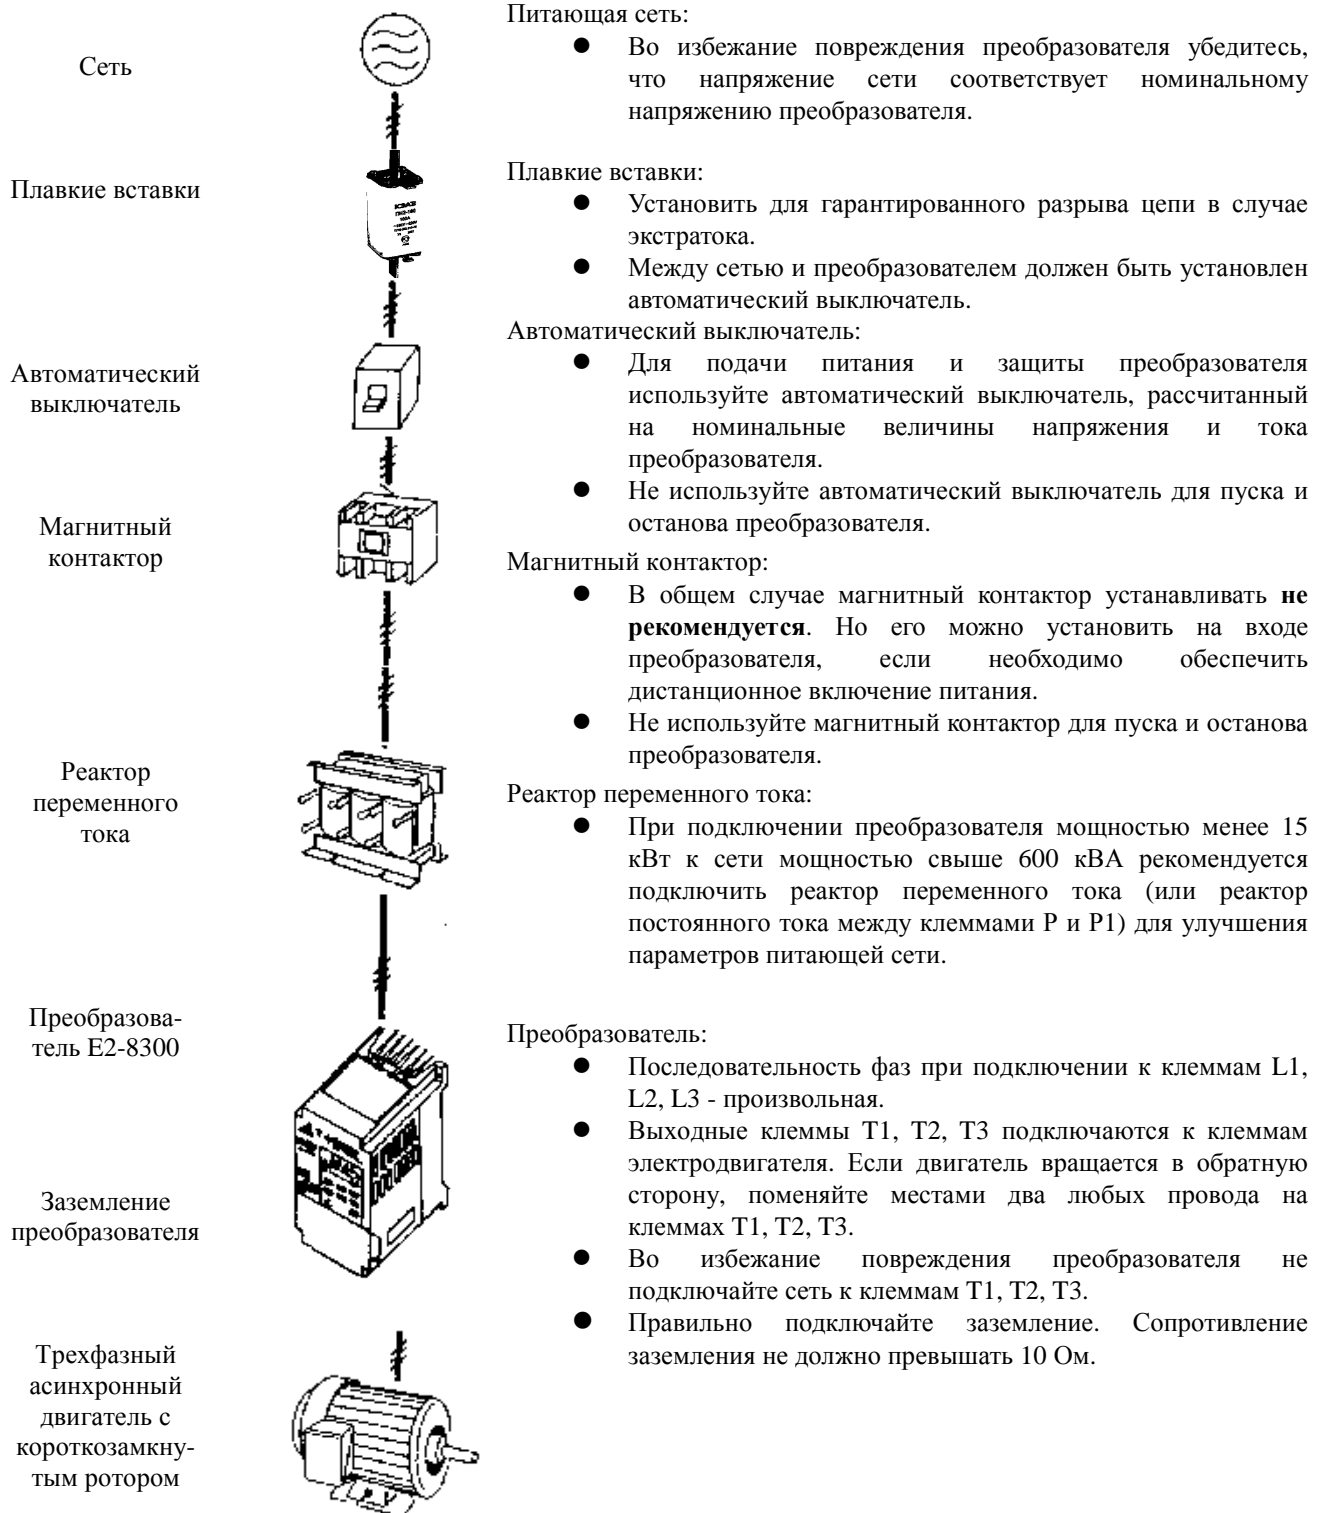 Сеть
Плавкие вставки
Автоматический
выключатель
Магнитный
контактор
Реактор
переменного
тока
Преобразова-
тель E2-8300
Заземление
преобразователя
Трехфазный
асинхронный
двигатель с
короткозамкну-
тым ротором
Питающая сеть:
● Во избежание повреждения преобразователя убедитесь,
что напряжение сети соответствует номинальному
напряжению преобразователя.
Плавкие вставки:
● Установить для гарантированного разрыва цепи в случае
экстратока.
● Между сетью и преобразователем должен быть установлен
автоматический выключатель.
Автоматический выключатель:
● Для подачи питания и защиты преобразователя
используйте автоматический выключатель, рассчитанный
на номинальные величины напряжения и тока
преобразователя.
● Не используйте автоматический выключатель для пуска и
останова преобразователя.
Магнитный контактор:
● В общем случае магнитный контактор устанавливать не
рекомендуется. Но его можно установить на входе
преобразователя, если необходимо обеспечить
дистанционное включение питания.
● Не используйте магнитный контактор для пуска и останова
преобразователя.
Реактор переменного тока:
● При подключении преобразователя мощностью менее 15
кВт к сети мощностью свыше 600 кВА рекомендуется
подключить реактор переменного тока (или реактор
постоянного тока между клеммами P и P1) для улучшения
параметров питающей сети.
Преобразователь:
● Последовательность фаз при подключении к клеммам L1,
L2, L3 - произвольная.
● Выходные клеммы T1, T2, T3 подключаются к клеммам
электродвигателя. Если двигатель вращается в обратную
сторону, поменяйте местами два любых провода на
клеммах T1, T2, T3.
● Во избежание повреждения преобразователя не
подключайте сеть к клеммам T1, T2, T3.
● Правильно подключайте заземление. Сопротивление
заземления не должно превышать 10 Ом.